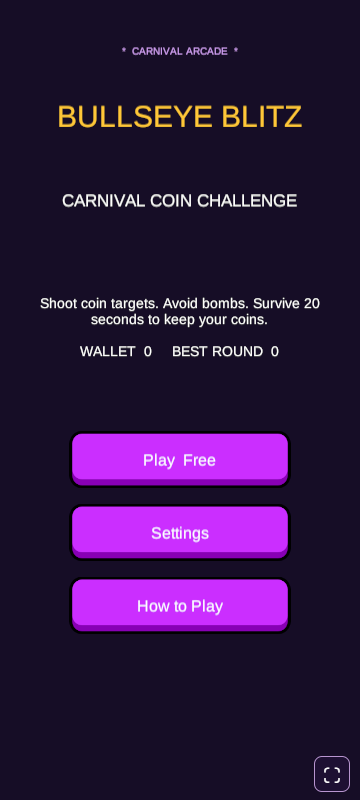 * CARNIVAL ARCADE *
BULLSEYE BLITZ
CARNIVAL COIN CHALLENGE
Shoot coin targets. Avoid bombs. Survive 20
seconds to keep your coins.
WALLET 0 BEST ROUND 0
Play Free
Settings
How to Play